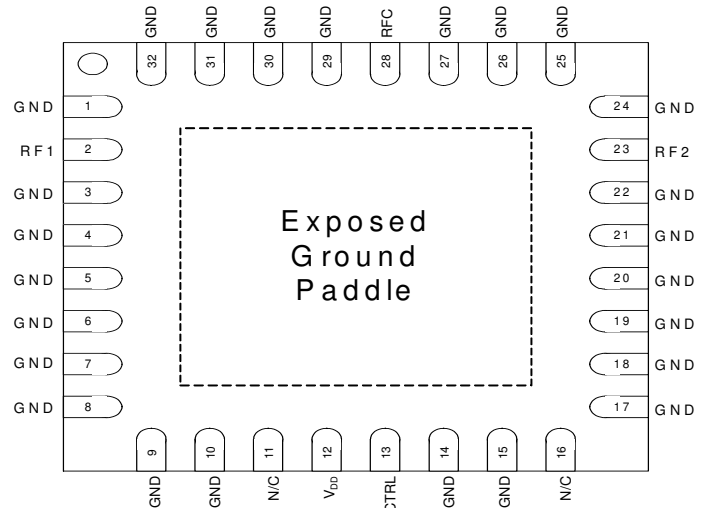 GND GND GND GND RFC GND GND GND
32 31 30 29 28 27 26 25
GND 1 24 GND
RF1 2 23 RF2
GND 3 22 GND
GND 4 21 GND
GND 5 20 GND
GND 6 19 GND
GND 7 18 GND
GND 8 17 GND
Exposed
Ground
Paddle
9 10 11 12 13 14 15 16
GND GND N/C VDD CTRL GND GND N/C